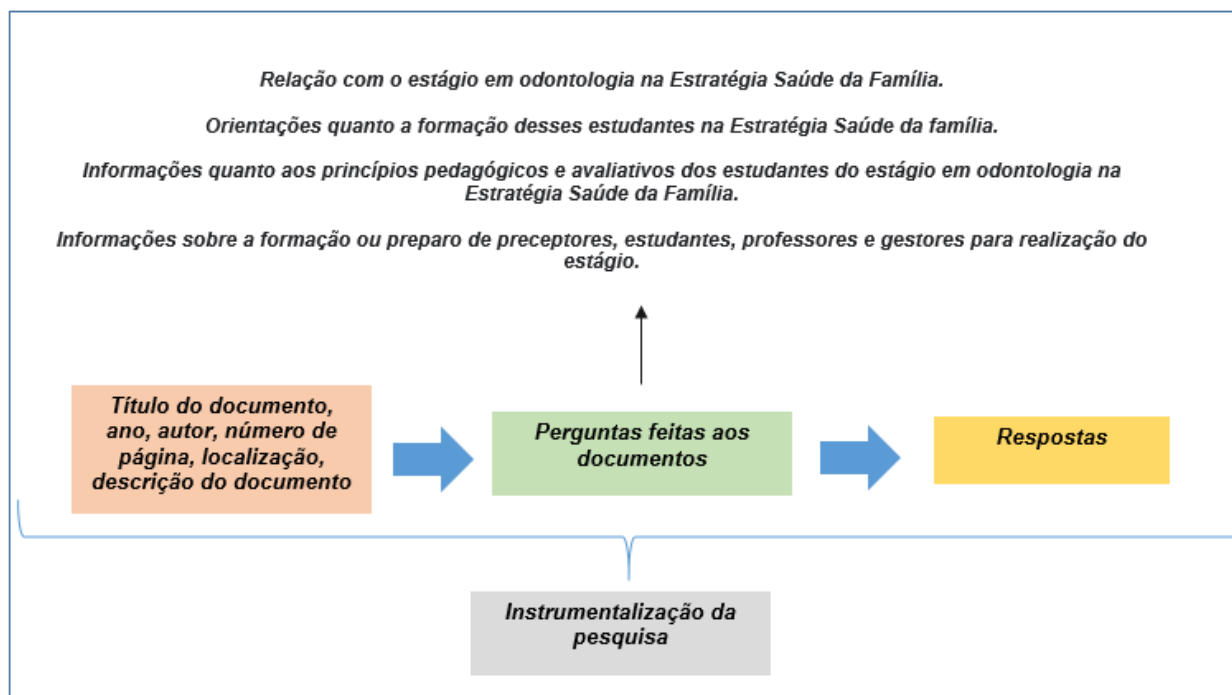 Relação com o estágio em odontologia na Estratégia Saúde da Família.
Orientações quanto a formação desses estudantes na Estratégia Saúde da família.
Informações quanto aos princípios pedagógicos e avaliativos dos estudantes do estágio em odontologia na
Estratégia Saúde da Família.
Informações sobre a formação ou preparo de preceptores, estudantes, professores e gestores para realização do
estágio.
Título do documento,
ano, autor, número de
página, localização,
descrição do documento
Perguntas feitas aos
documentos
Respostas
Instrumentalização da
pesquisa